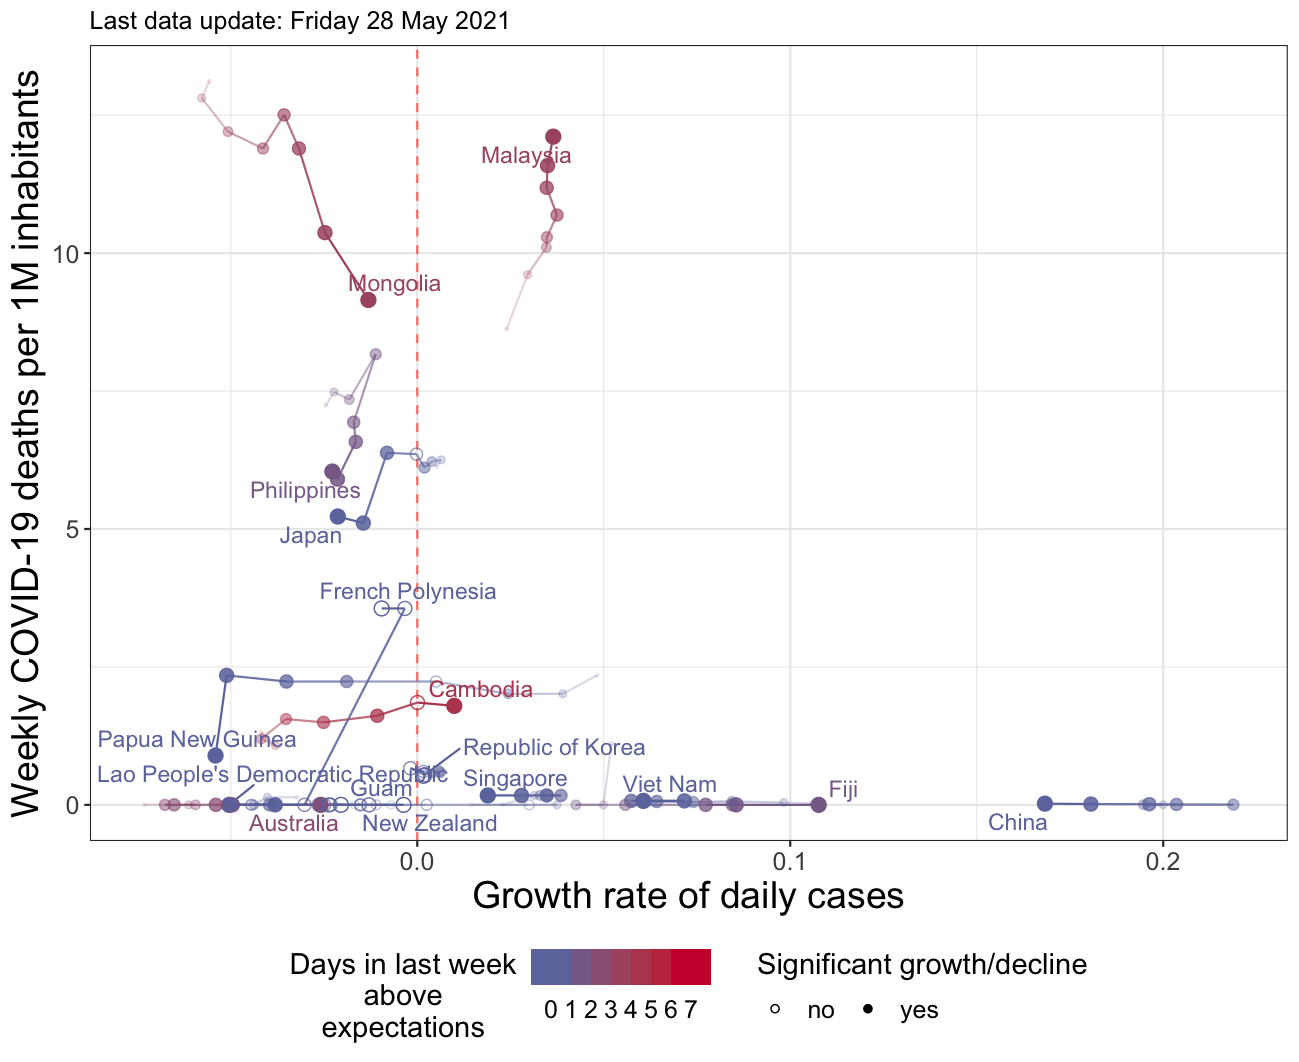 Last data update: Friday 28 May 2021
Weekly COVID-19 deaths per 1M inhabitants
10
5
0
Malaysia
Mongolia
Philippines
Japan
French Polynesia
Cambodia
Papua New Guinea
Republic of Korea
Lao People's Democratic Republic
Singapore
Guam
Viet Nam
Fiji
Australia
New Zealand
China
0.0
0.1
0.2
Growth rate of daily cases
Days in last week
above
expectations
0 1 2 3 4 5 6 7
Significant growth/decline
no
yes